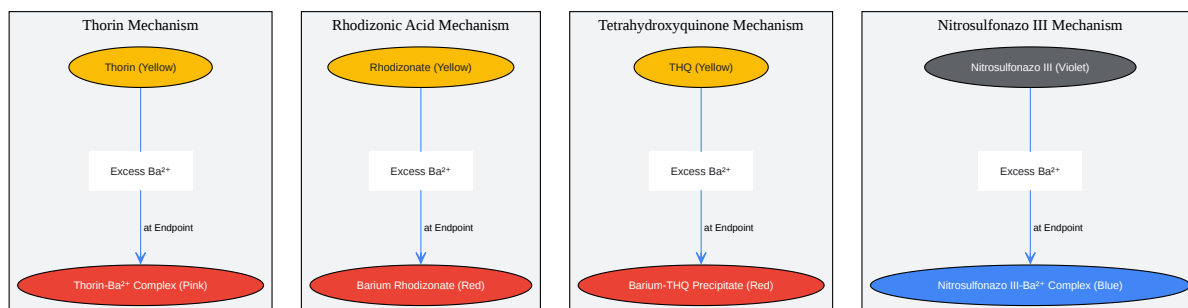 Thorin Mechanism
Thorin (Yellow)
Excess Ba²⁺
at Endpoint
Thorin-Ba²⁺ Complex (Pink)
Rhodizonic Acid Mechanism
Rhodizonate (Yellow)
Excess Ba²⁺
at Endpoint
Barium Rhodizonate (Red)
Tetrahydroxyquinone Mechanism
THQ (Yellow)
Excess Ba²⁺
at Endpoint
Barium-THQ Precipitate (Red)
Nitrosulfonazo III Mechanism
Nitrosulfonazo III (Violet)
Excess Ba²⁺
at Endpoint
Nitrosulfonazo III-Ba²⁺ Complex (Blue)